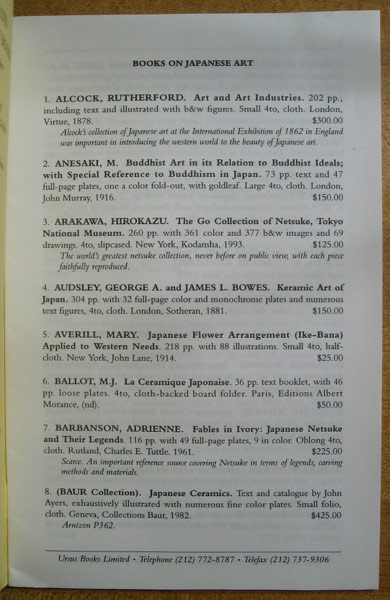 BOOKS ON JAPANESE ART
1. ALCOCK, RUTHERFORD. Art and Art Industries. 202 pp.,
including text and illustrated with b&w figures. Small 4to, cloth. London,
Virtue, 1878. $300.00
Alcock's collection of Japanese art at the International Exhibition of 1862 in England
was important in introducing the western world to the beauty of Japanese art.
2. ANESAKI, M. Buddhist Art in its Relation to Buddhist Ideals;
with Special Reference to Buddhism in Japan. 73 pp. text and 47
full-page plates, one a color fold-out, with goldleaf. Large 4to, cloth. London,
John Murray, 1916. $150.00
3. ARAKAWA, HIROKAZU. The Go Collection of Netsuke, Tokyo
National Museum. 260 pp. with 361 color and 377 b&w images and 69
drawings. 4to, slipcased. New York, Kodansha, 1993. $125.00
The world's greatest netsuke collection, never before on public view, with each piece
faithfully reproduced.
4. AUDSLEY, GEORGE A. and JAMES L. BOWES. Keramic Art of
Japan. 304 pp. with 32 full-page color and monochrome plates and numerous
text figures, 4to, cloth. London, Sotheran, 1881. $150.00
5. AVERILL, MARY. Japanese Flower Arrangement (Ike-Bana)
Applied to Western Needs. 218 pp. with 88 illustrations. Small 4to, half-
cloth. New York, John Lane, 1914. $25.00
6. BALLOT, M.J. La Ceramique Japonaise. 36 pp. text booklet, with 46
pp. loose plates. 4to, cloth-backed board folder. Paris, Editions Albert
Morance, (nd). $50.00
7. BARBANSON, ADRIENNE. Fables in Ivory: Japanese Netsuke
and Their Legends. 116 pp. with 49 full-page plates, 9 in color. Oblong 4to,
cloth. Rutland, Charles E. Tuttle. 1961. $225.00
Scarce. An important reference source covering Netsuke in terms of legends, carving
methods and materials.
8. (BAUR Collection). Japanese Ceramics. Text and catalogue by John
Ayers, exhaustively illustrated with numerous fine color plates. Small folio,
cloth. Geneva, Collections Baur, 1982. $425.00
Arntzen P362.
Ursus Books Limited • Telephone (212) 772-8787 • Telefax (212) 737-9306